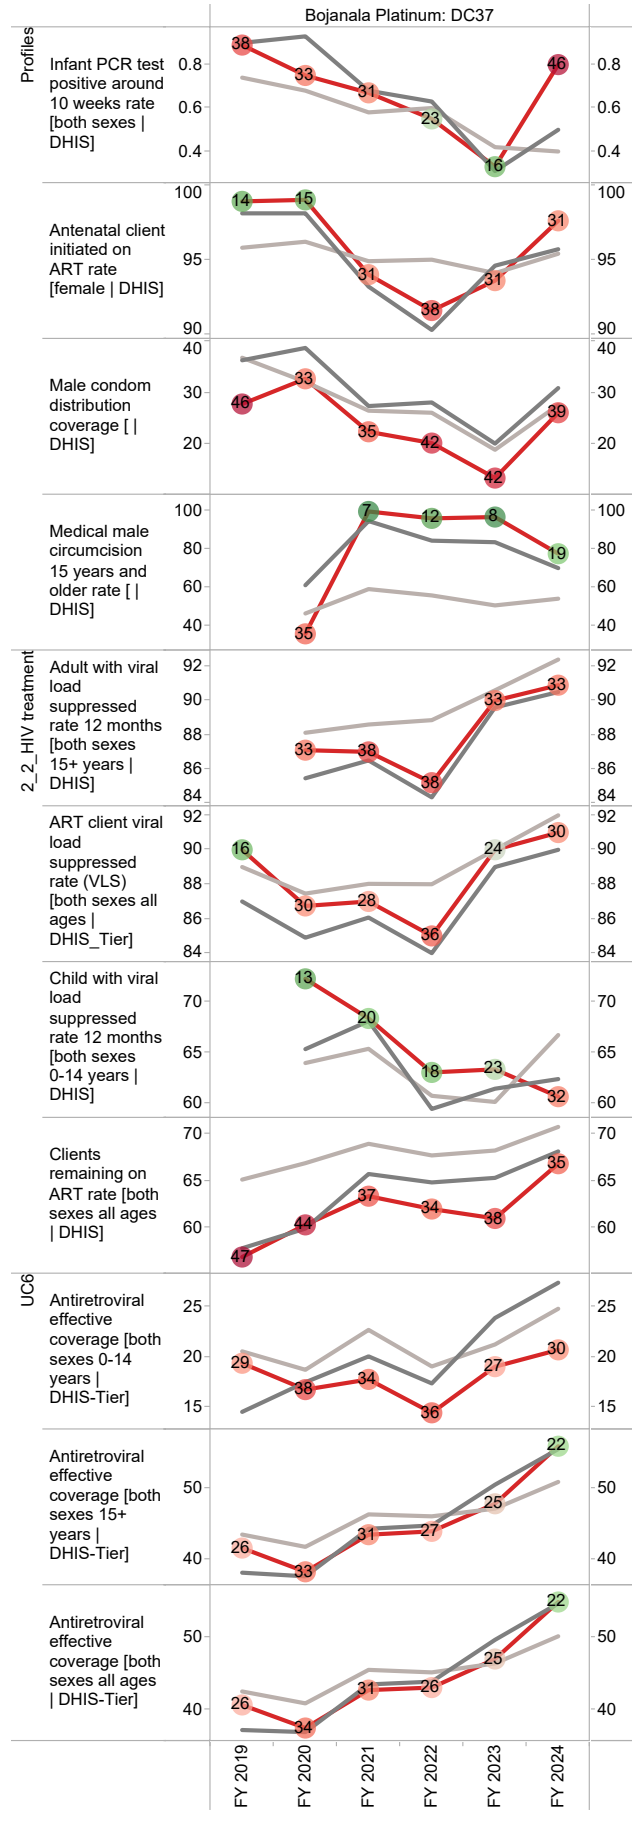 Bojanala Platinum: DC37
Profiles
Infant PCR test
positive around
10 weeks rate
[both sexes |
DHIS]
0.8
0.6
0.4
38
33
31
23
16
46
0.8
0.6
0.4
Antenatal client
initiated on
ART rate
[female | DHIS]
100
95
90
14
15
31
38
31
31
100
95
90
Male condom
distribution
coverage [ |
DHIS]
40
30
20
46
33
35
42
42
39
40
30
20
Medical male
circumcision
15 years and
older rate [ |
DHIS]
100
80
60
40
35
7
12
8
19
100
80
60
40
2_2_HIV treatment
Adult with viral
load
suppressed
rate 12 months
[both sexes
15+ years |
DHIS]
92
90
88
86
84
33
38
38
33
33
92
90
88
86
84
ART client viral
load
suppressed
rate (VLS)
[both sexes all
ages |
DHIS_Tier]
92
90
88
86
84
16
30
28
36
24
30
92
90
88
86
84
Child with viral
load
suppressed
rate 12 months
[both sexes
0-14 years |
DHIS]
70
65
60
13
20
18
23
32
70
65
60
Clients
remaining on
ART rate [both
sexes all ages
| DHIS]
70
65
60
47
44
37
34
38
35
70
65
60
UC6
Antiretroviral
effective
coverage [both
sexes 0-14
years |
DHIS-Tier]
25
20
15
29
38
34
36
27
30
25
20
15
Antiretroviral
effective
coverage [both
sexes 15+
years |
DHIS-Tier]
50
40
26
33
31
27
25
22
50
40
Antiretroviral
effective
coverage [both
sexes all ages
| DHIS-Tier]
50
40
26
34
31
26
25
22
50
40
FY 2019
FY 2020
FY 2021
FY 2022
FY 2023
FY 2024